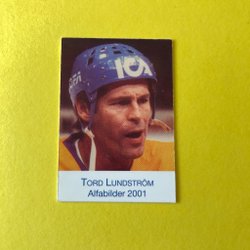 TORD LUNDSTRÖM
Alfabilder 2001